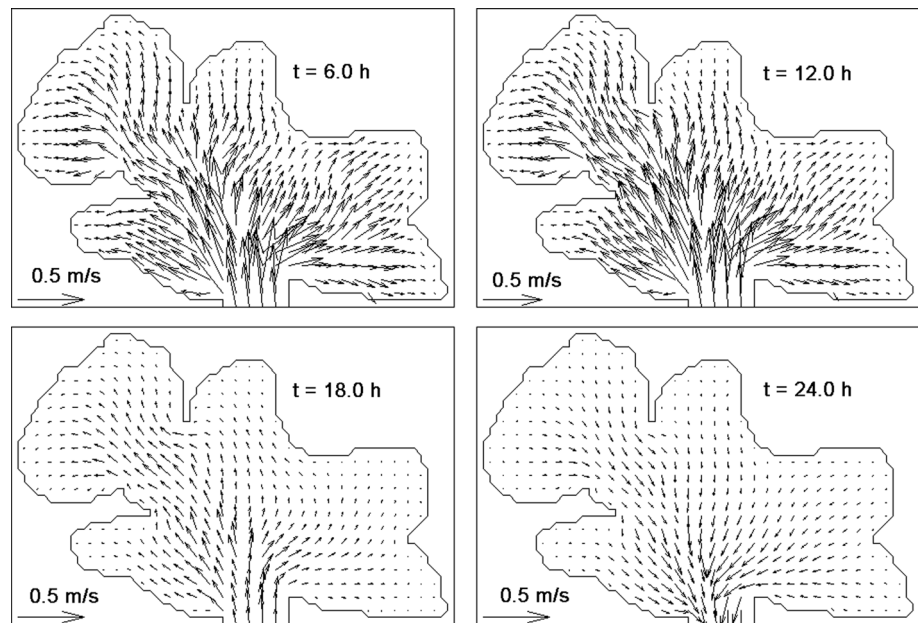 t = 6.0 h
0.5 m/s
t = 12.0 h
0.5 m/s
t = 18.0 h
0.5 m/s
t = 24.0 h
0.5 m/s